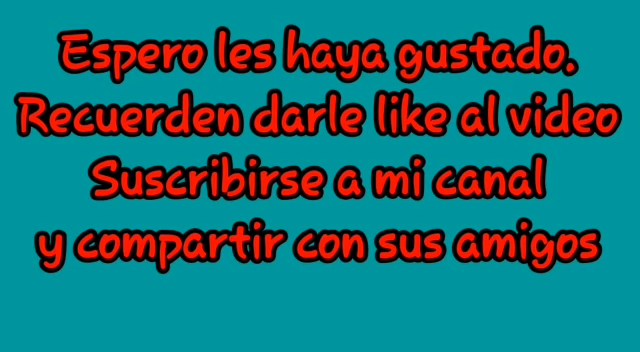 Espero les haya gustado.
Recuerden darle like al video
Suscribirse a mi canal
y compartir con sus amigos